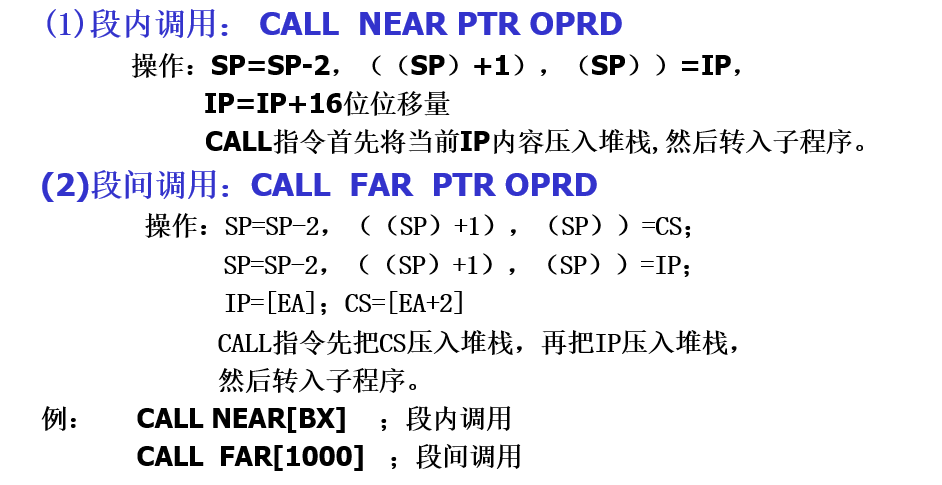 (1)段内调用： CALL NEAR PTR OPRD
操作：SP=SP-2，（（SP）+1），（SP））=IP，
IP=IP+16位位移量
CALL指令首先将当前IP内容压入堆栈,然后转入子程序。
(2)段间调用：CALL FAR PTR OPRD
操作：SP=SP-2，（（SP）+1），（SP））=CS；
SP=SP-2，（（SP）+1），（SP））=IP；
IP=[EA]；CS=[EA+2]
CALL指令先把CS压入堆栈，再把IP压入堆栈，
然后转入子程序。
例： CALL NEAR[BX] ；段内调用
CALL FAR[1000] ；段间调用